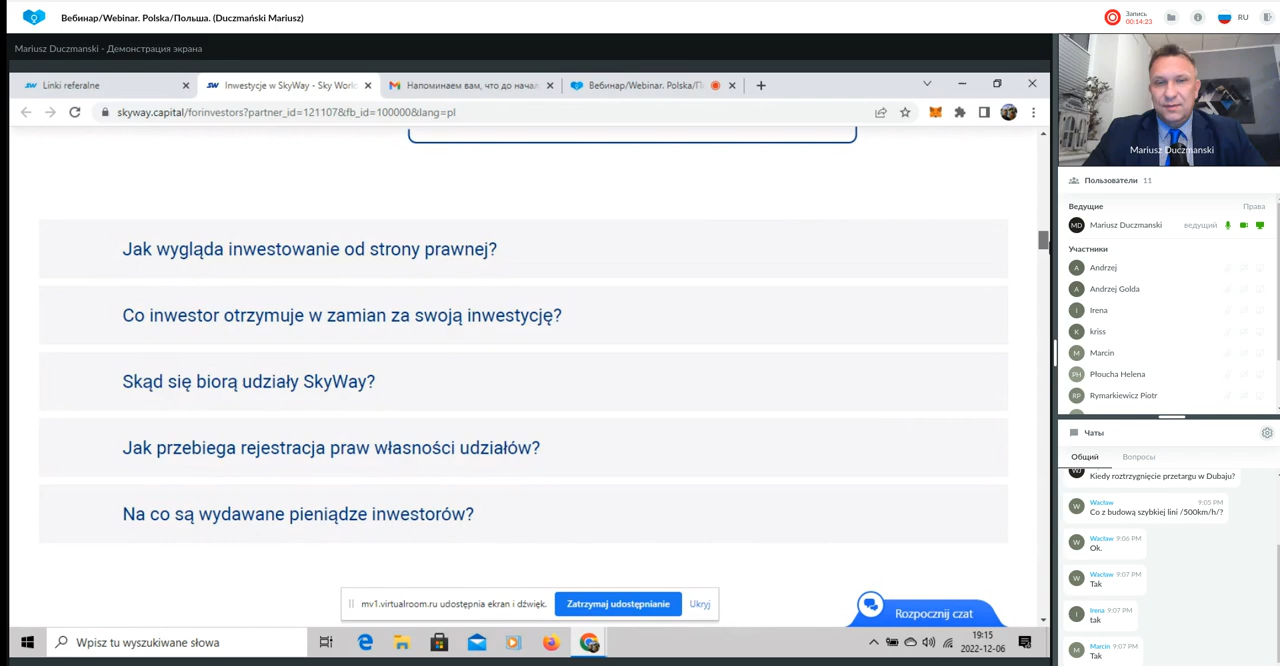 Вебинар/Webinar. Polska/Польша. (Duczmański Mariusz)
Запись
00:14:23
RU
Mariusz Duczmanski - Демонстрация экрана
Linki referalne
Inwestycje w SkyWay - Sky World
Напоминаем вам, что до начал
Вебинар/Webinar. Polska/П
skyway.capital/forinvestors?partner_id=121107&fb_id=100000&lang=pl
Jak wygląda inwestowanie od strony prawnej?
Co inwestor otrzymuje w zamian za swoją inwestycję?
Skąd się biorą udziały SkyWay?
Jak przebiega rejestracja praw własności udziałów?
Na co są wydawane pieniądze inwestorów?
mv1.virtualroom.ru udostępnia ekran i dźwięk.
Zatrzymaj udostępnianie
Ukryj
Rozpocznij czat
Wpisz tu wyszukiwane słowa
19:15
2022-12-06
Mariusz Duczmanski
Пользователи 11
Ведущие
Права
MD Mariusz Duczmanski ведущий
Участники
A Andrzej
A Andrzej Golda
I Irena
K kriss
M Marcin
PH Płoucha Helena
RP Rymarkiewicz Piotr
Чаты
Общий
Вопросы
Kiedy roztrzygnięcie przetargu w Dubaju?
W Wacław 9:05 PM
Co z budową szybkiej lini /500km/h/?
W Wacław 9:06 PM
Ok.
W Wacław 9:07 PM
Tak
I Irena 9:07 PM
tak
M Marcin 9:07 PM
Tak